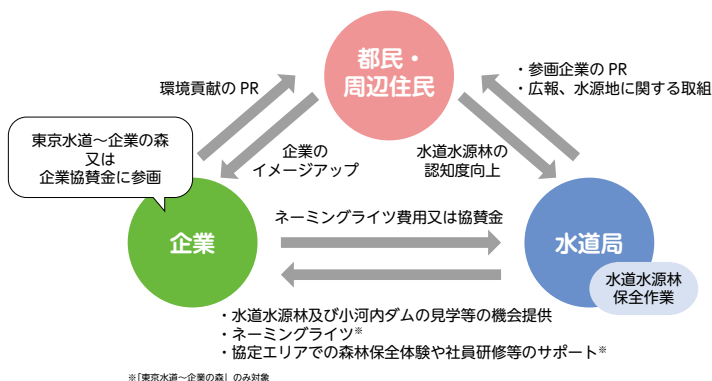 都民・
周辺住民
環境貢献の PR
・参画企業の PR
・広報、水源地に関する取組
東京水道～企業の森
又は
企業協賛金に参画
企業の
イメージアップ
水道水源林の
認知度向上
企業
ネーミングライツ費用又は協賛金
水道局
水道水源林
保全作業
・水道水源林及び小河内ダムの見学等の機会提供
・ネーミングライツ※
・協定エリアでの森林保全体験や社員研修等のサポート※
※「東京水道～企業の森」のみ対象